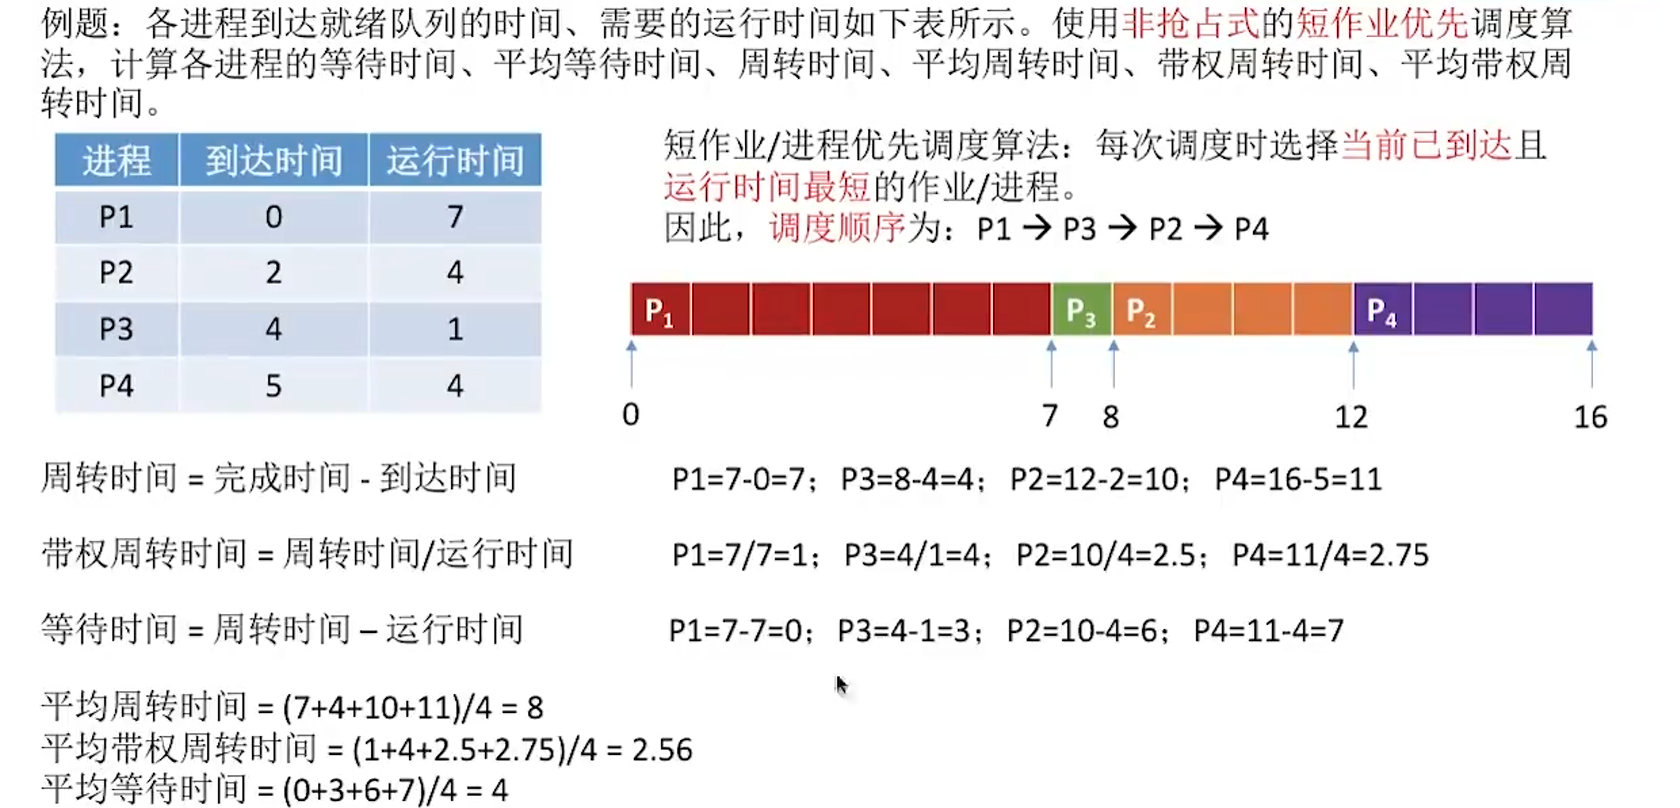 例题：各进程到达就绪队列的时间、需要的运行时间如下表所示。使用非抢占式的短作业优先调度算
法，计算各进程的等待时间、平均等待时间、周转时间、平均周转时间、带权周转时间、平均带权周
转时间。
进程 到达时间 运行时间
P1 0 7
P2 2 4
P3 4 1
P4 5 4
短作业/进程优先调度算法：每次调度时选择当前已到达且
运行时间最短的作业/进程。
因此，调度顺序为：P1 → P3 → P2 → P4
P₁ P₃ P₂ P₄
0 7 8 12 16
周转时间 = 完成时间 - 到达时间 P1=7-0=7；P3=8-4=4；P2=12-2=10；P4=16-5=11
带权周转时间 = 周转时间/运行时间 P1=7/7=1；P3=4/1=4；P2=10/4=2.5；P4=11/4=2.75
等待时间 = 周转时间 – 运行时间 P1=7-7=0；P3=4-1=3；P2=10-4=6；P4=11-4=7
平均周转时间 = (7+4+10+11)/4 = 8
平均带权周转时间 = (1+4+2.5+2.75)/4 = 2.56
平均等待时间 = (0+3+6+7)/4 = 4